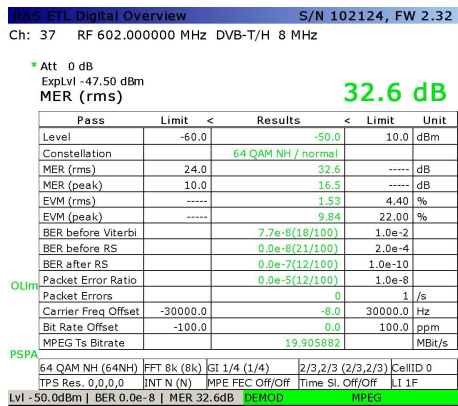 R&S ETL Digital Overview S/N 102124, FW 2.32
Ch: 37 RF 602.000000 MHz DVB-T/H 8 MHz
* Att 0 dB
ExpLvl -47.50 dBm
MER (rms) 32.6 dB
Pass Limit < Results < Limit Unit
Level -60.0 -50.0 10.0 dBm
Constellation 64 QAM NH / normal
MER (rms) 24.0 32.6 ----- dB
MER (peak) 10.0 16.5 ----- dB
EVM (rms) ----- 1.53 4.40 %
EVM (peak) ----- 9.84 22.00 %
BER before Viterbi 7.7e-8(18/100) 1.0e-2
BER before RS 0.0e-8(21/100) 2.0e-4
BER after RS 0.0e-7(12/100) 1.0e-10
Packet Error Ratio 0.0e-5(12/100) 1.0e-8
OLim
Packet Errors 0 1 /s
Carrier Freq Offset -30000.0 -8.0 30000.0 Hz
Bit Rate Offset -100.0 0.0 100.0 ppm
MPEG Ts Bitrate 19.905882 MBit/s
PSPA
64 QAM NH (64NH) FFT 8k (8k) GI 1/4 (1/4) 2/3,2/3 (2/3,2/3) CellID 0
TPS Res. 0,0,0,0 INT N (N) MPE FEC Off/Off Time Sl. Off/Off LI 1F
Lvl -50.0dBm | BER 0.0e-8 | MER 32.6dB DEMOD MPEG